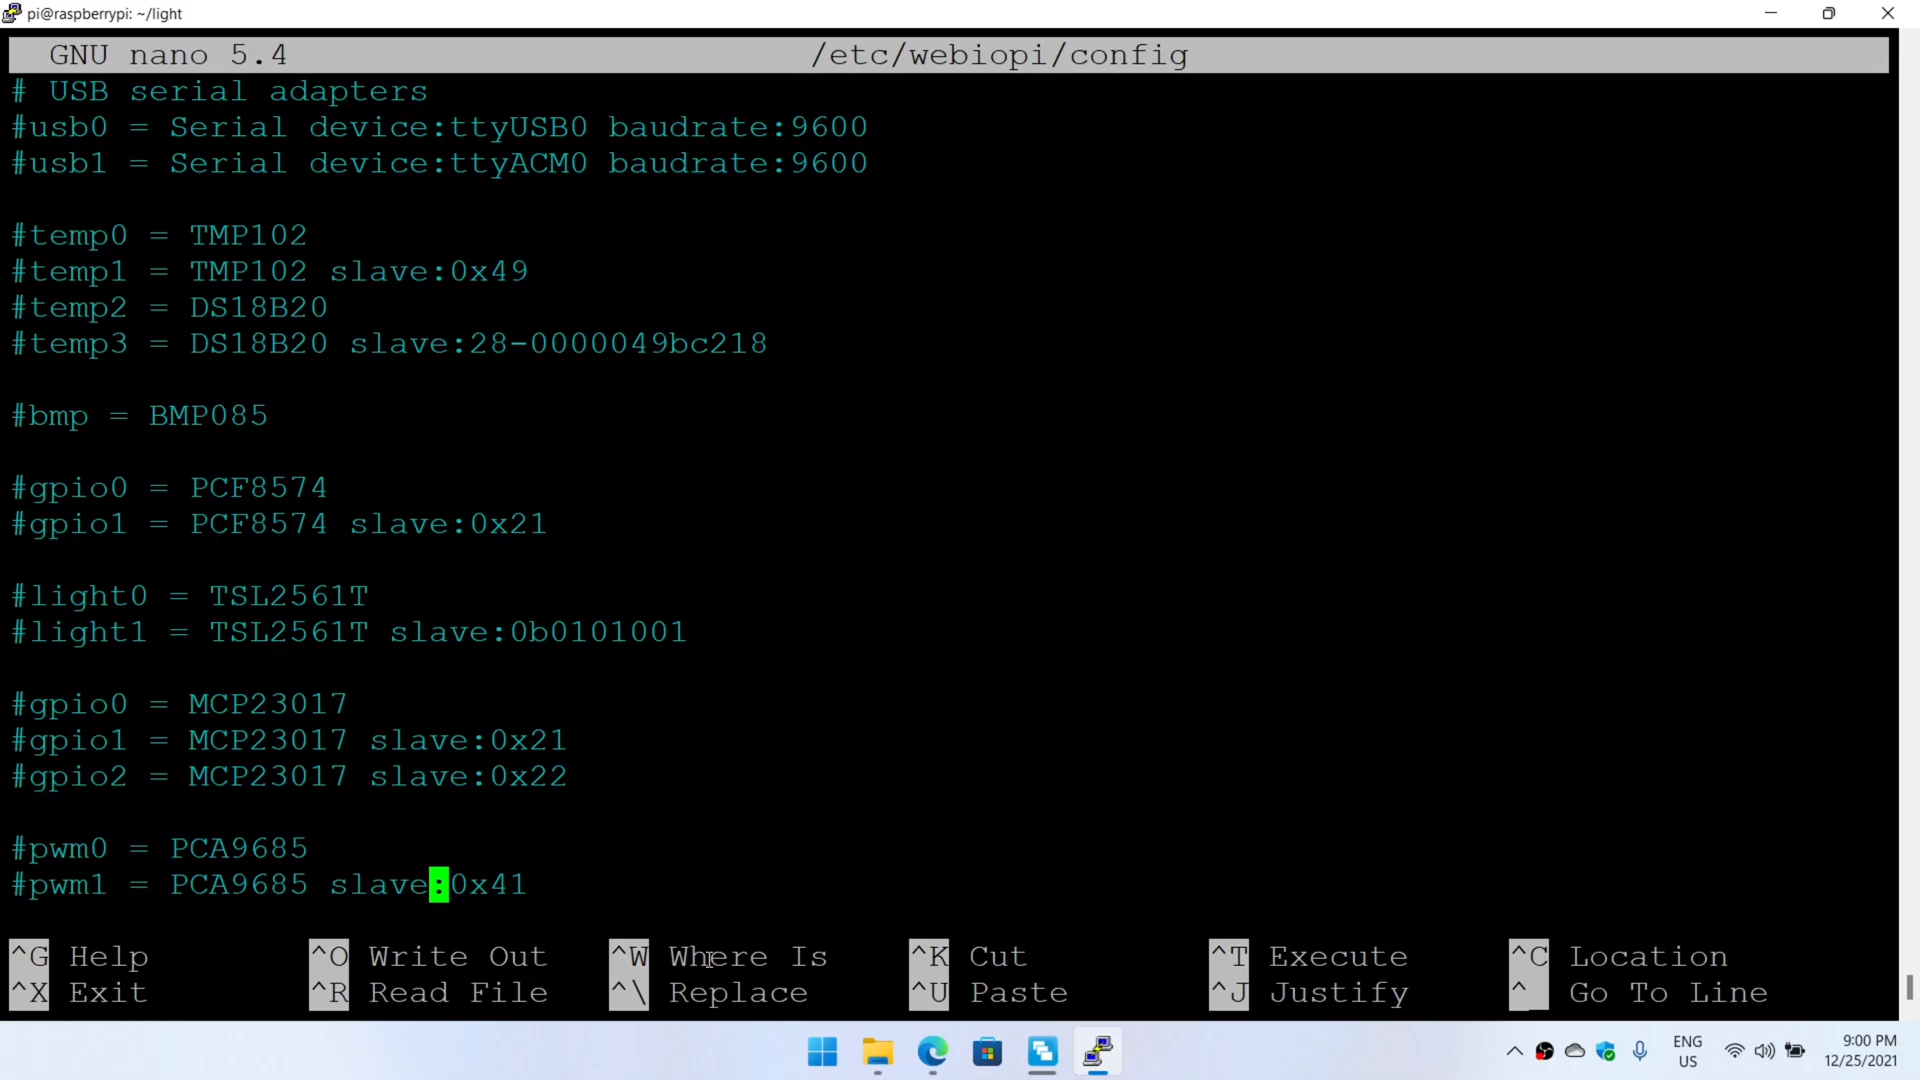 pi@raspberrypi: ~/light
GNU nano 5.4 /etc/webiopi/config
# USB serial adapters
#usb0 = Serial device:ttyUSB0 baudrate:9600
#usb1 = Serial device:ttyACM0 baudrate:9600
#temp0 = TMP102
#temp1 = TMP102 slave:0x49
#temp2 = DS18B20
#temp3 = DS18B20 slave:28-0000049bc218
#bmp = BMP085
#gpio0 = PCF8574
#gpio1 = PCF8574 slave:0x21
#light0 = TSL2561T
#light1 = TSL2561T slave:0b0101001
#gpio0 = MCP23017
#gpio1 = MCP23017 slave:0x21
#gpio2 = MCP23017 slave:0x22
#pwm0 = PCA9685
#pwm1 = PCA9685 slave:0x41
^G Help ^O Write Out ^W Where Is ^K Cut ^T Execute ^C Location
^X Exit ^R Read File ^\ Replace ^U Paste ^J Justify ^_ Go To Line
ENG
US
9:00 PM
12/25/2021